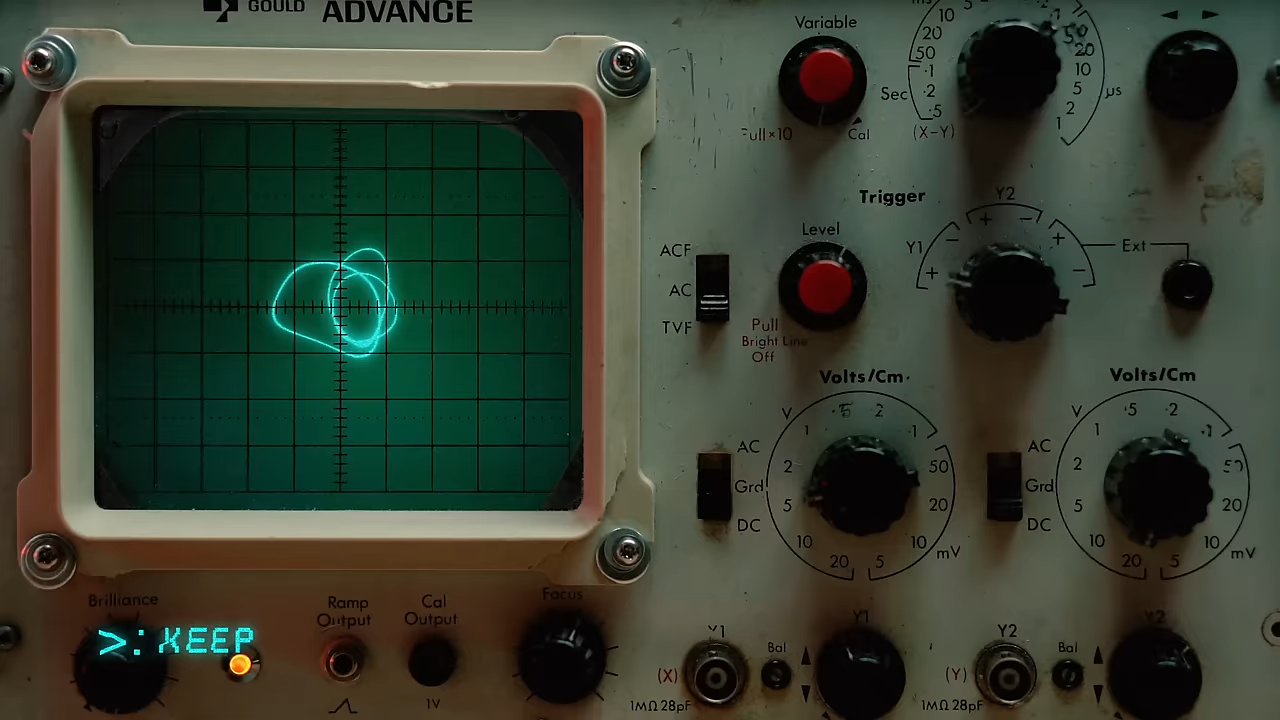 GOULD ADVANCE
Variable
Pull×10
Cal
10
20
50
.1
.2
.5
Sec
(X-Y)
20
10
5
2
1
µs
Trigger
ACF
AC
TVF
Level
Pull
Bright Line
Off
Y1
Y2
+
−
+
−
+
−
Ext
Volts/Cm
AC
Grd
DC
V
·5
·2
·1
1
2
5
10
20
50
20
10
5
mV
Volts/Cm
AC
Grd
DC
V
·5
·2
·1
1
2
5
10
20
50
20
10
5
mV
Brilliance
>:KEEP
Ramp
Output
Cal
Output
1V
Focus
Y1
(X)
1MΩ 28pF
Bal
Y1
Y2
(Y)
1MΩ 28pF
Bal
Y2